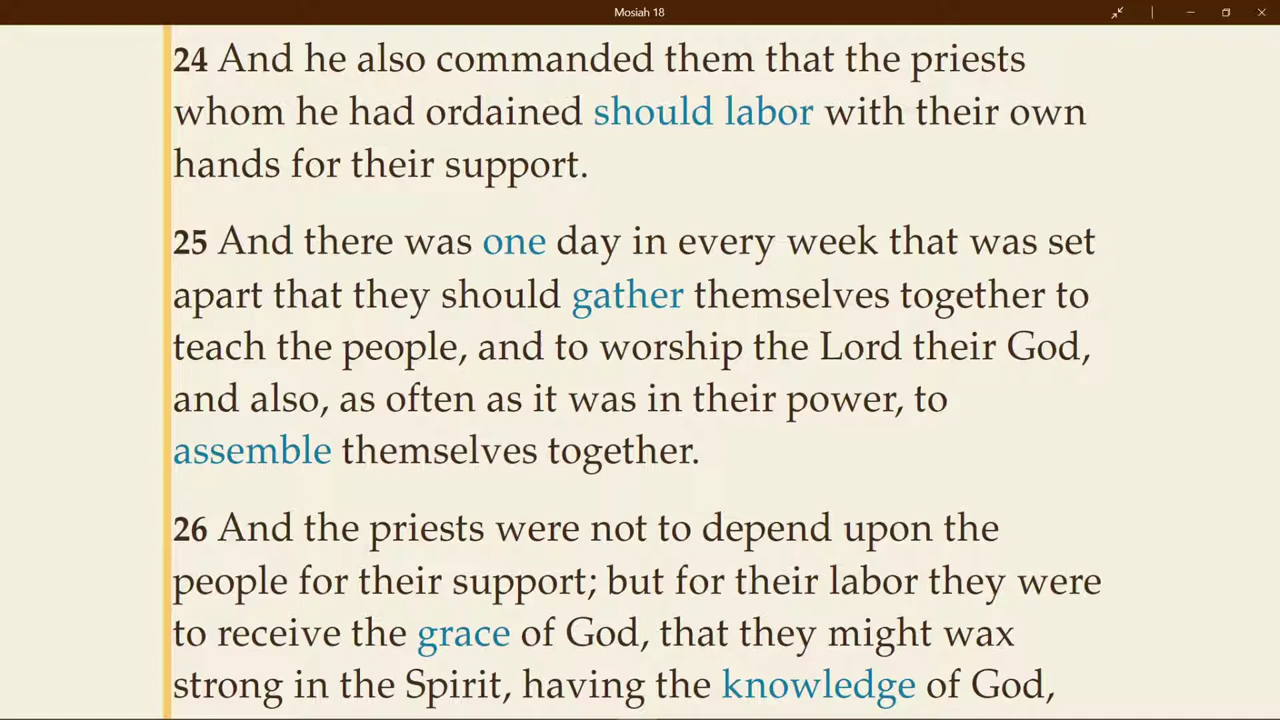 Mosiah 18
24 And he also commanded them that the priests
whom he had ordained should labor with their own
hands for their support.
25 And there was one day in every week that was set
apart that they should gather themselves together to
teach the people, and to worship the Lord their God,
and also, as often as it was in their power, to
assemble themselves together.
26 And the priests were not to depend upon the
people for their support; but for their labor they were
to receive the grace of God, that they might wax
strong in the Spirit, having the knowledge of God,